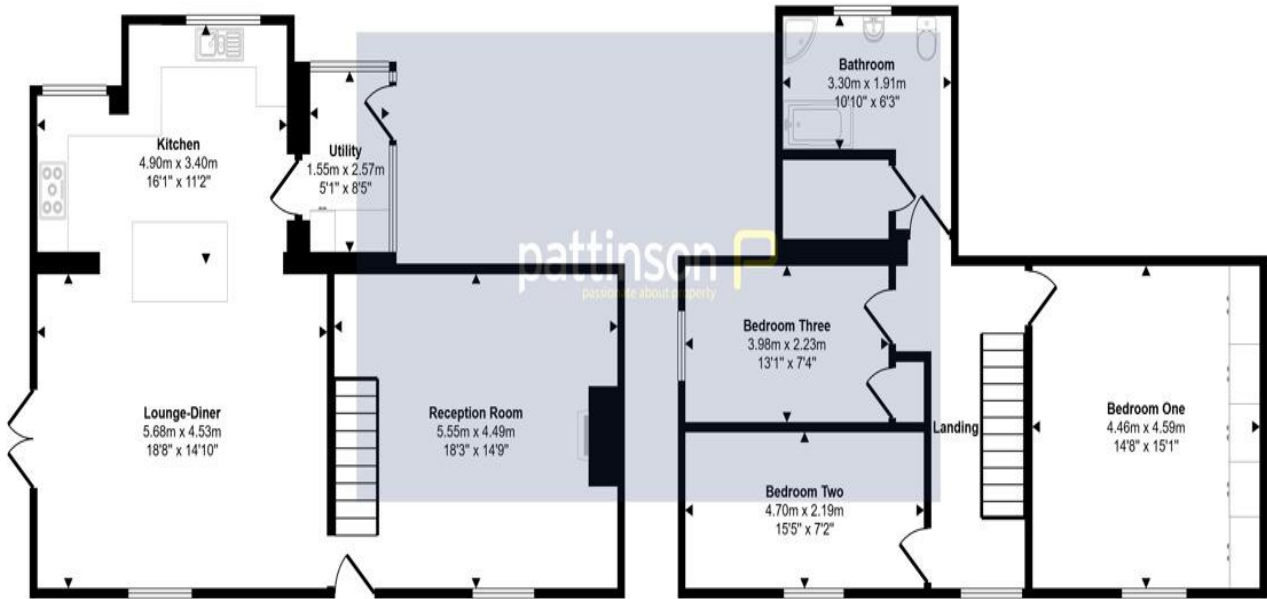 Kitchen
4.90m x 3.40m
16'1" x 11'2"
Utility
1.55m x 2.57m
5'1" x 8'5"
Lounge-Diner
5.68m x 4.53m
18'8" x 14'10"
Reception Room
5.55m x 4.49m
18'3" x 14'9"
pattinson
passionate about property
Bathroom
3.30m x 1.91m
10'10" x 6'3"
Bedroom Three
3.98m x 2.23m
13'1" x 7'4"
Bedroom Two
4.70m x 2.19m
15'5" x 7'2"
Landing
Bedroom One
4.46m x 4.59m
14'8" x 15'1"